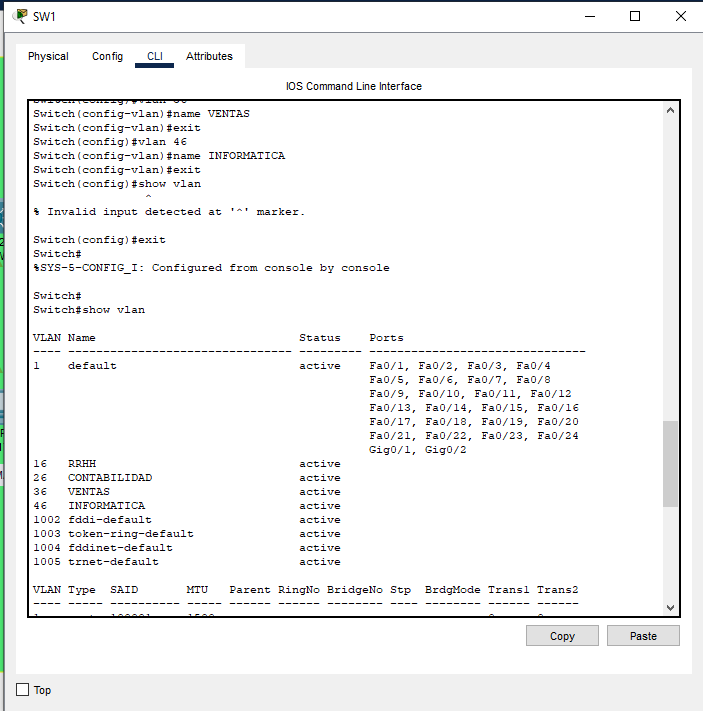 SW1
Physical Config CLI Attributes
IOS Command Line Interface
Switch(config-vlan)#name VENTAS
Switch(config-vlan)#exit
Switch(config)#vlan 46
Switch(config-vlan)#name INFORMATICA
Switch(config-vlan)#exit
Switch(config)#show vlan
^
% Invalid input detected at '^' marker.
Switch(config)#exit
Switch#
%SYS-5-CONFIG_I: Configured from console by console
Switch#
Switch#show vlan
VLAN Name Status Ports
---- -------------------------------- --------- -------------------------------
1 default active Fa0/1, Fa0/2, Fa0/3, Fa0/4
Fa0/5, Fa0/6, Fa0/7, Fa0/8
Fa0/9, Fa0/10, Fa0/11, Fa0/12
Fa0/13, Fa0/14, Fa0/15, Fa0/16
Fa0/17, Fa0/18, Fa0/19, Fa0/20
Fa0/21, Fa0/22, Fa0/23, Fa0/24
Gig0/1, Gig0/2
16 RRHH active
26 CONTABILIDAD active
36 VENTAS active
46 INFORMATICA active
1002 fddi-default active
1003 token-ring-default active
1004 fddinet-default active
1005 trnet-default active
VLAN Type SAID MTU Parent RingNo BridgeNo Stp BrdgMode Trans1 Trans2
---- ----- ---------- ----- ------ ------ -------- ---- -------- ------ ------
Copy Paste
Top